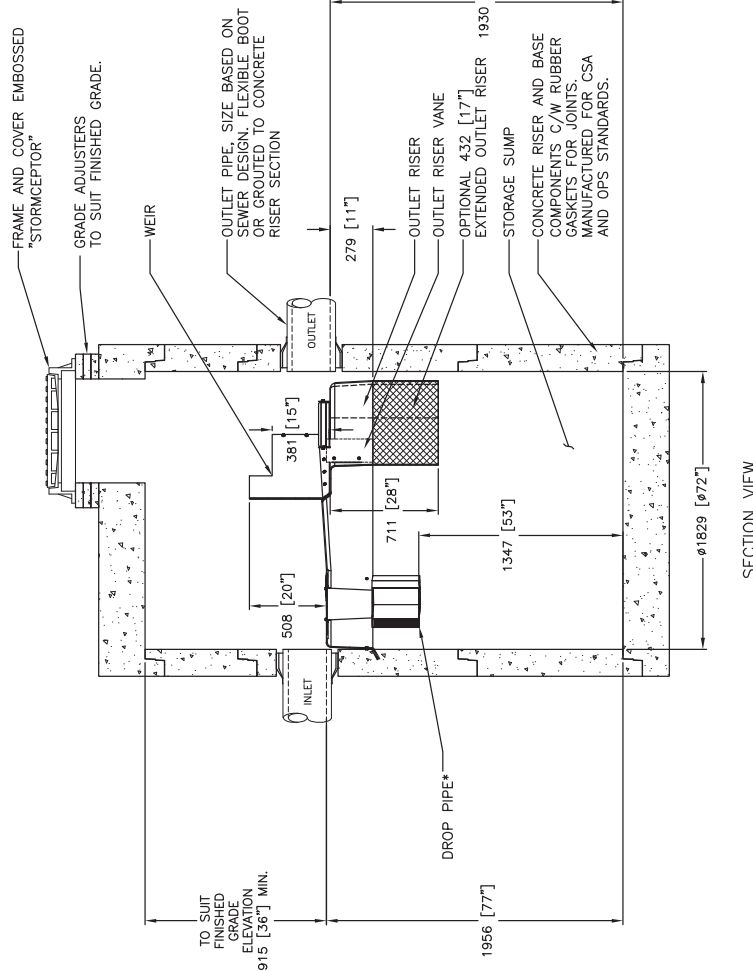 FRAME AND COVER EMBOSSED
"STORMCEPTOR"
GRADE ADJUSTERS
TO SUIT FINISHED GRADE.
WEIR
OUTLET PIPE, SIZE BASED ON
SEWER DESIGN. FLEXIBLE BOOT
OR GROUTED TO CONCRETE
RISER SECTION
279 [11"]
1930
OUTLET RISER
OUTLET RISER VANE
OPTIONAL 432 [17"]
EXTENDED OUTLET RISER
STORAGE SUMP
CONCRETE RISER AND BASE
COMPONENTS C/W RUBBER
GASKETS FOR JOINTS.
MANUFACTURED FOR CSA
AND OPS STANDARDS.
OUTLET
381 [15"]
711 [28"]
508 [20"]
1347 [53"]
ø1829 [ø72"]
INLET
DROP PIPE*
TO SUIT
FINISHED
GRADE
ELEVATION
915 [36"] MIN.
1956 [77"]
SECTION VIEW